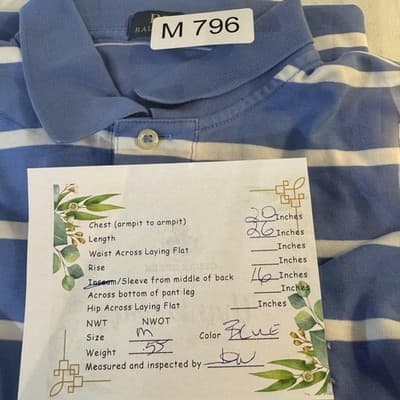 M 796
Chest (armpit to armpit) 20 Inches
Length 26 Inches
Waist Across Laying Flat Inches
Rise Inches
Inseam/Sleeve from middle of back 16 Inches
Across bottom of pant leg Inches
Hip Across Laying Flat Inches
NWT NWOT
Size m Color BLUE
Weight .55
Measured and inspected by